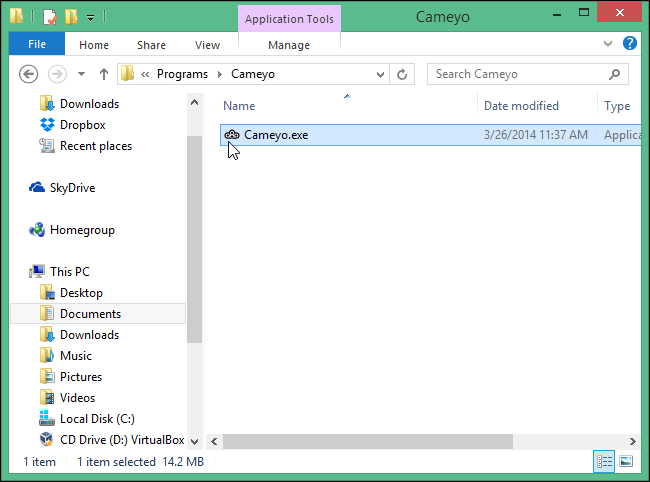 Application Tools
Cameyo
File
Home
Share
View
Manage
« Programs Cameyo
Search Cameyo
Name
Date modified
Type
Cameyo.exe
3/26/2014 11:37 AM
Applica
Downloads
Dropbox
Recent places
SkyDrive
Homegroup
This PC
Desktop
Documents
Downloads
Music
Pictures
Videos
Local Disk (C:)
CD Drive (D:) VirtualBox
1 item
1 item selected 14.2 MB